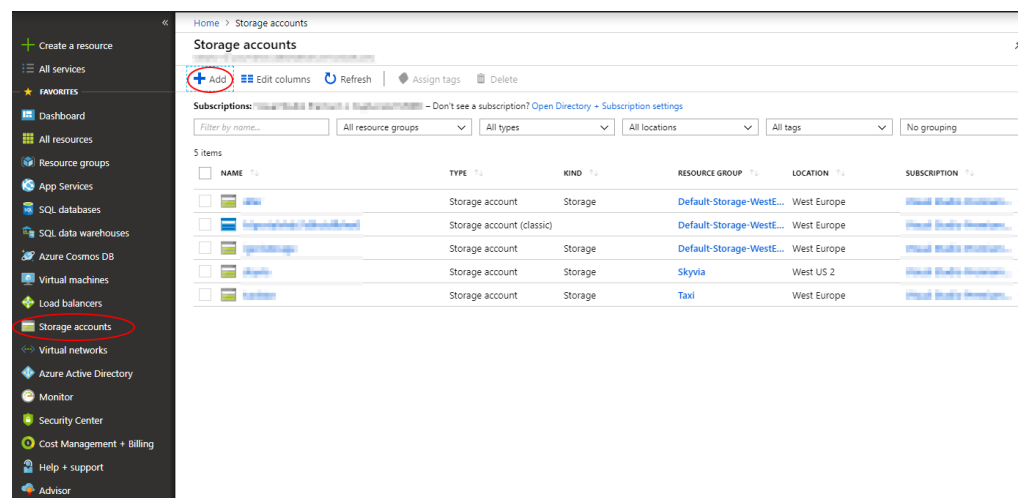 «
Home > Storage accounts
Create a resource
All services
FAVORITES
Dashboard
All resources
Resource groups
App Services
SQL databases
SQL data warehouses
Azure Cosmos DB
Virtual machines
Load balancers
Storage accounts
Virtual networks
Azure Active Directory
Monitor
Security Center
Cost Management + Billing
Help + support
Advisor
Storage accounts
Add Edit columns Refresh Assign tags Delete
Subscriptions: – Don't see a subscription? Open Directory + Subscription settings
Filter by name... All resource groups All types All locations All tags No grouping
5 items
NAME TYPE KIND RESOURCE GROUP LOCATION SUBSCRIPTION
Storage account Storage Default-Storage-WestE... West Europe
Storage account (classic) Default-Storage-WestE... West Europe
Storage account Storage Default-Storage-WestE... West Europe
Storage account Storage Skyvia West US 2
Storage account Storage Taxi West Europe